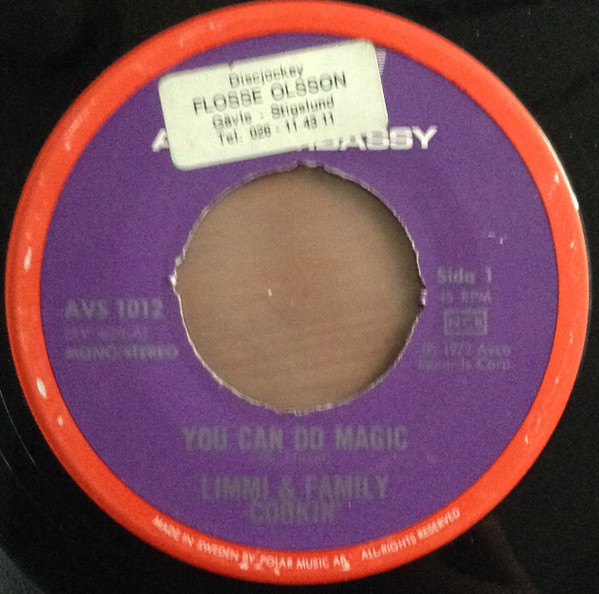 Discjockey
FLOSSE OLSSON
Gävle - Stigslund
Tel. 026 - 11 43 11
Side 1
45 RPM
NCB
AVS 1012
MONO/STEREO
Ⓟ 1972 Avco
Records Corp.
YOU CAN DO MAGIC
LIMMI & FAMILY
COOKIN'
MADE IN SWEDEN BY POLAR MUSIC AB ALL RIGHTS RESERVED